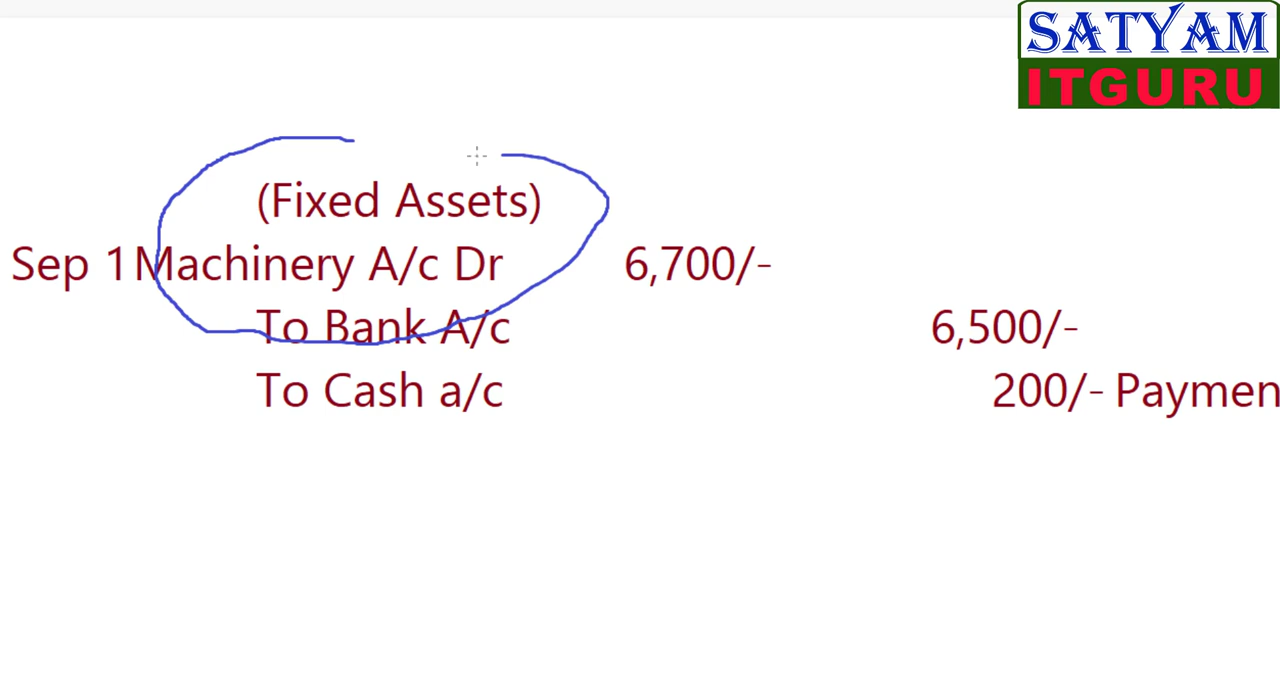 SATYAM
ITGURU
(Fixed Assets)
Sep 1 Machinery A/c Dr 6,700/-
To Bank A/c 6,500/-
To Cash a/c 200/- Paymen